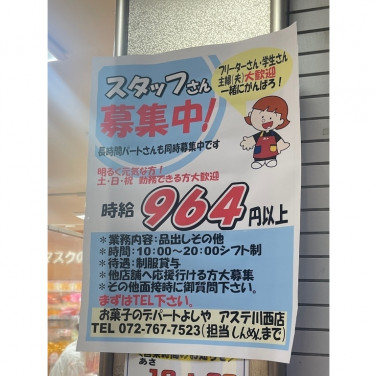 フリーターさん・学生さん
主婦(夫)大歓迎
一緒にがんばろう!
スタッフさん
募集中!
長時間パートさんも同時募集中です
明るく元気な方!
土・日・祝 勤務できる方大歓迎
時給964円以上
*業務内容:品出しその他
*時間:10:00~20:00シフト制
*待遇:制服貸与
*他店舗へ応援行ける方大募集
*その他面接時に御質問下さい。
まずはTEL下さい。
お菓子のデパートよしや アステ川西店
TEL 072-767-7523(担当しんめんまで)
マスクの
あさ